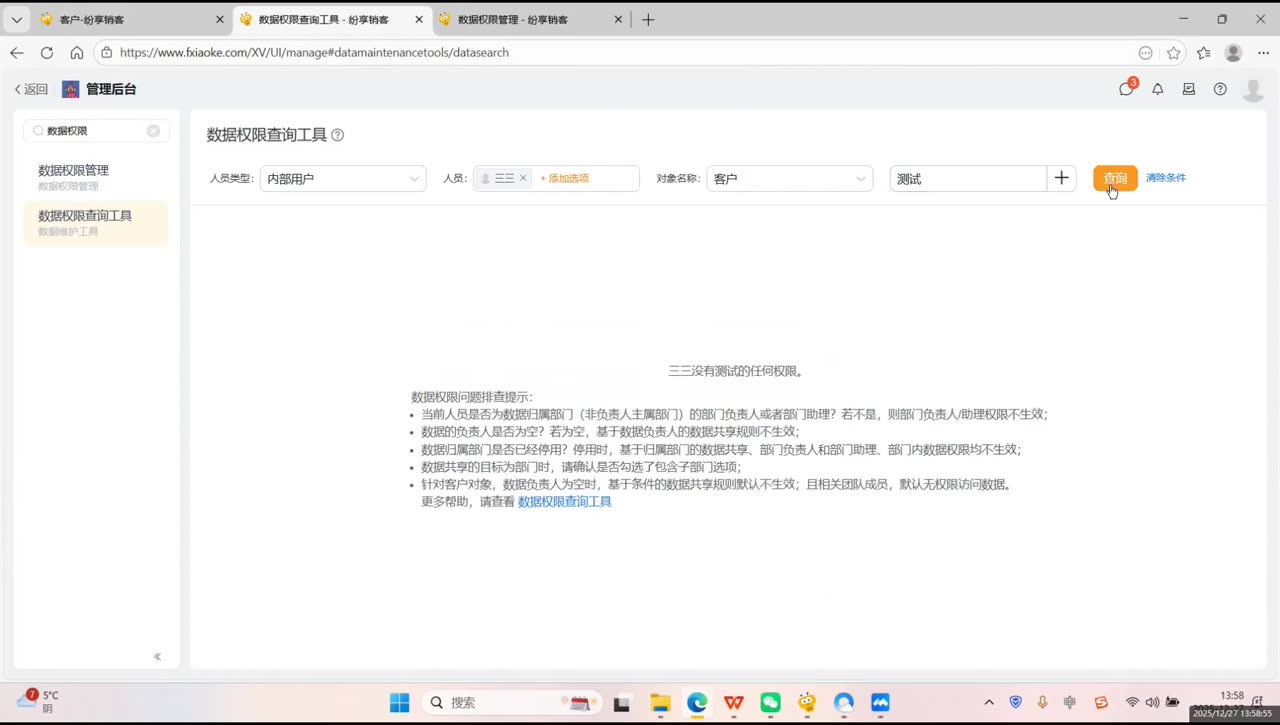 客户-纷享销客
数据权限查询工具 - 纷享销客
数据权限管理 - 纷享销客
https://www.fxiaoke.com/XV/UI/manage#datamaintenancetools/datasearch
返回
管理后台
3
数据权限
数据权限管理
数据权限管理
数据权限查询工具
数据维护工具
数据权限查询工具
人员类型: 内部用户 人员: 三三 + 添加选项 对象名称: 客户 测试 查询 清除条件
三三没有测试的任何权限。
数据权限问题排查提示:
• 当前人员是否为数据归属部门（非负责人主属部门）的部门负责人或者部门助理？若不是，则部门负责人/助理权限不生效；
• 数据的负责人是否为空？若为空，基于数据负责人的数据共享规则不生效；
• 数据归属部门是否已经停用？停用时，基于归属部门的数据共享、部门负责人和部门助理、部门内数据权限均不生效；
• 数据共享的目标为部门时，请确认是否勾选了包含子部门选项；
• 针对客户对象，数据负责人为空时，基于条件的数据共享规则默认不生效；且相关团队成员，默认无权限访问数据。
更多帮助，请查看 数据权限查询工具
7
5°C
阴
搜索
中
13:58
2025/12/27 13:58:55